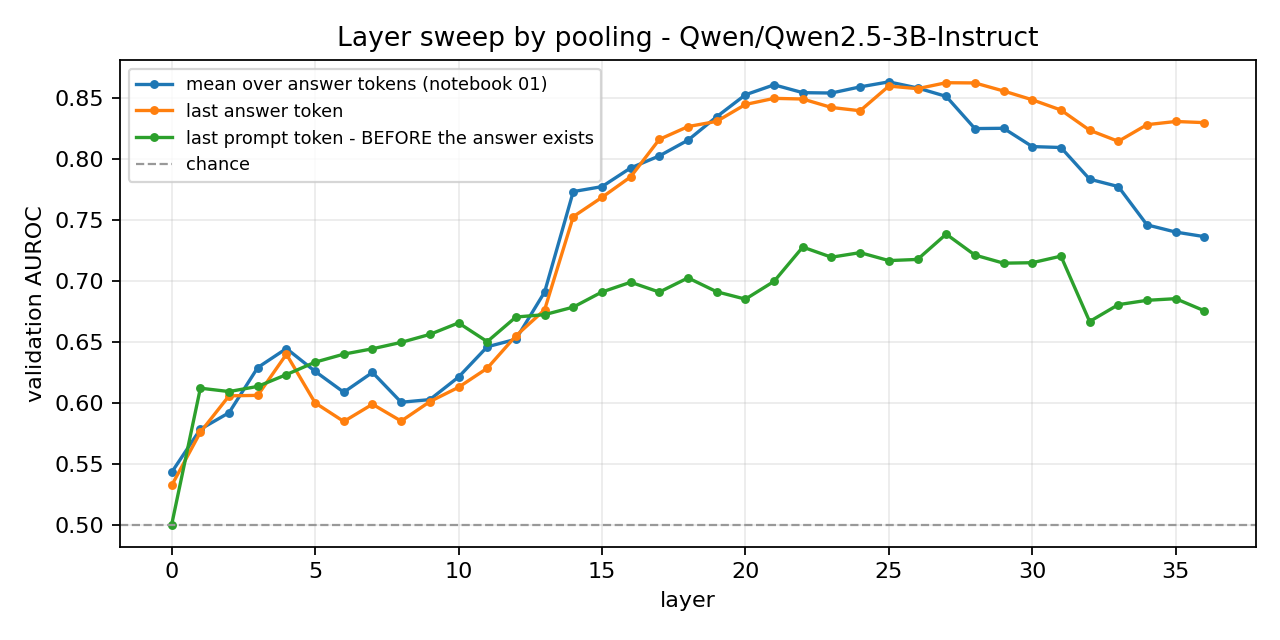 Layer sweep by pooling - Qwen/Qwen2.5-3B-Instruct
mean over answer tokens (notebook 01)
last answer token
last prompt token - BEFORE the answer exists
chance
validation AUROC
0.85
0.80
0.75
0.70
0.65
0.60
0.55
0.50
0 5 10 15 20 25 30 35
layer